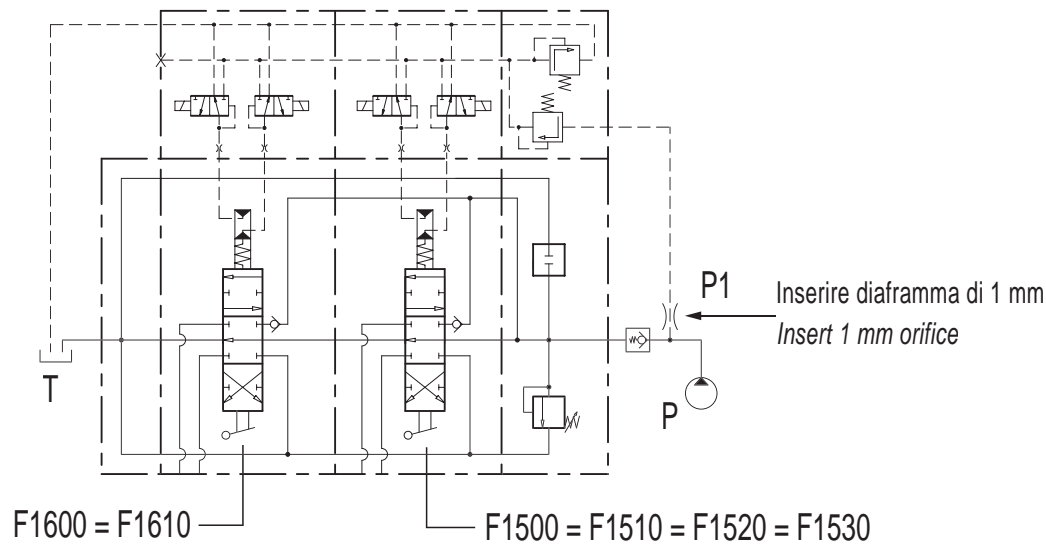 P1
Inserire diaframma di 1 mm
Insert 1 mm orifice
T
P
F1600 = F1610
F1500 = F1510 = F1520 = F1530